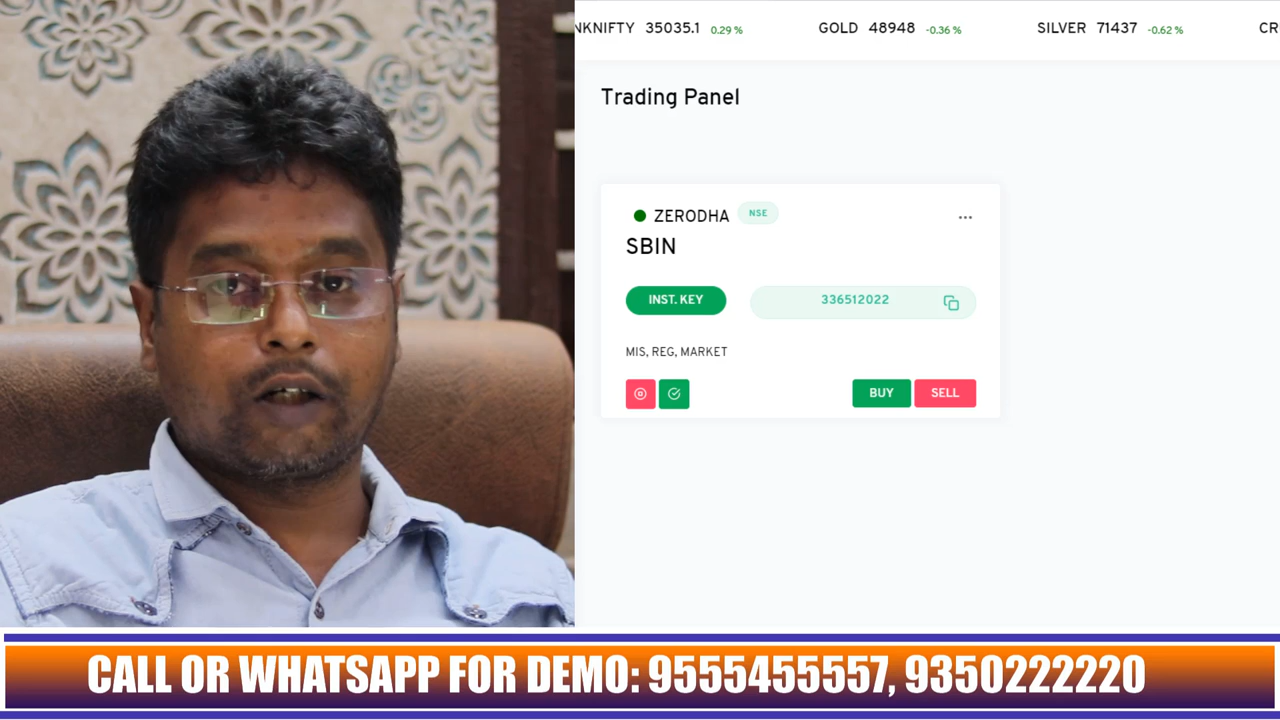 NKNIFTY 35035.1 0.29 % GOLD 48948 -0.36 % SILVER 71437 -0.62 % CR
Trading Panel
ZERODHA NSE
SBIN
INST. KEY 336512022
MIS, REG, MARKET
BUY SELL
CALL OR WHATSAPP FOR DEMO: 9555455557, 9350222220